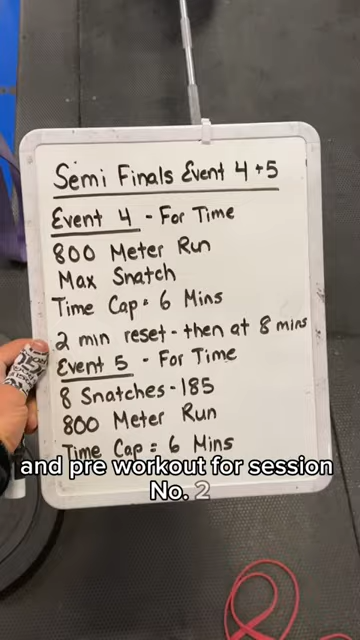 Semi Finals Event 4+5
Event 4 - For Time
800 Meter Run
Max Snatch
Time Cap = 6 Mins
2 min reset - then at 8 mins
Event 5 - For Time
8 Snatches - 185
800 Meter Run
Time Cap = 6 Mins
and pre workout for session
No. 2